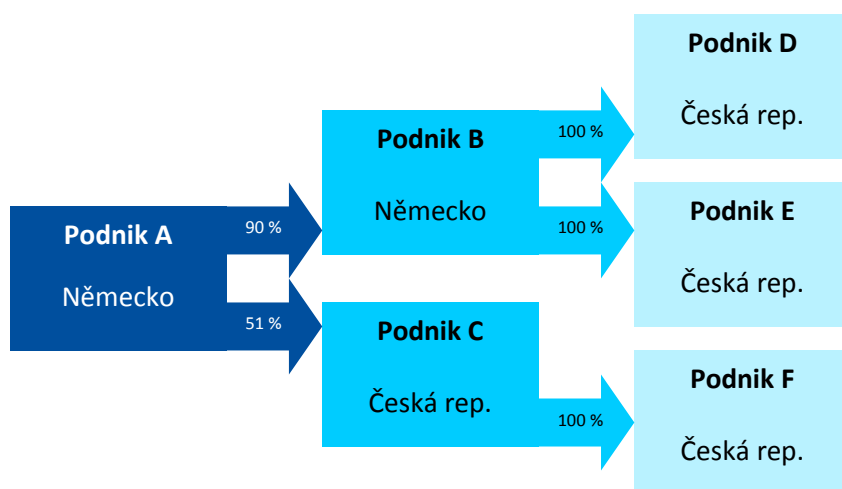 Podnik A
Německo
90 %
51 %
Podnik B
Německo
100 %
100 %
Podnik C
Česká rep.
100 %
Podnik D
Česká rep.
Podnik E
Česká rep.
Podnik F
Česká rep.